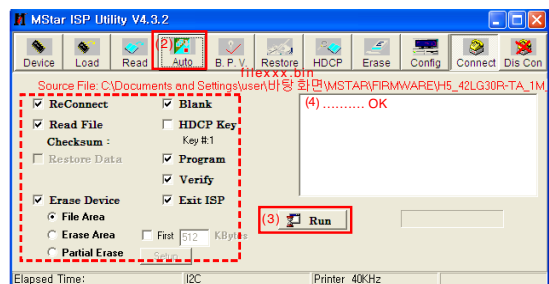 MStar ISP Utility V4.3.2
(2)
Device Load Read Auto B. P. V. Restore HDCP Erase Config Connect Dis Con
filexxx.bin
Source File: C:\Documents and Settings\user\바탕 화면\MSTAR\FIRMWARE\H5_42LG30R-TA_1M_
ReConnect Blank (4) .......... OK
Read File HDCP Key
Checksum : Key #:1
Restore Data Program
Verify
Erase Device Exit ISP
File Area (3) Run
Erase Area First 512 KBytes
Partial Erase Setup
Elapsed Time: I2C Printer 40KHz